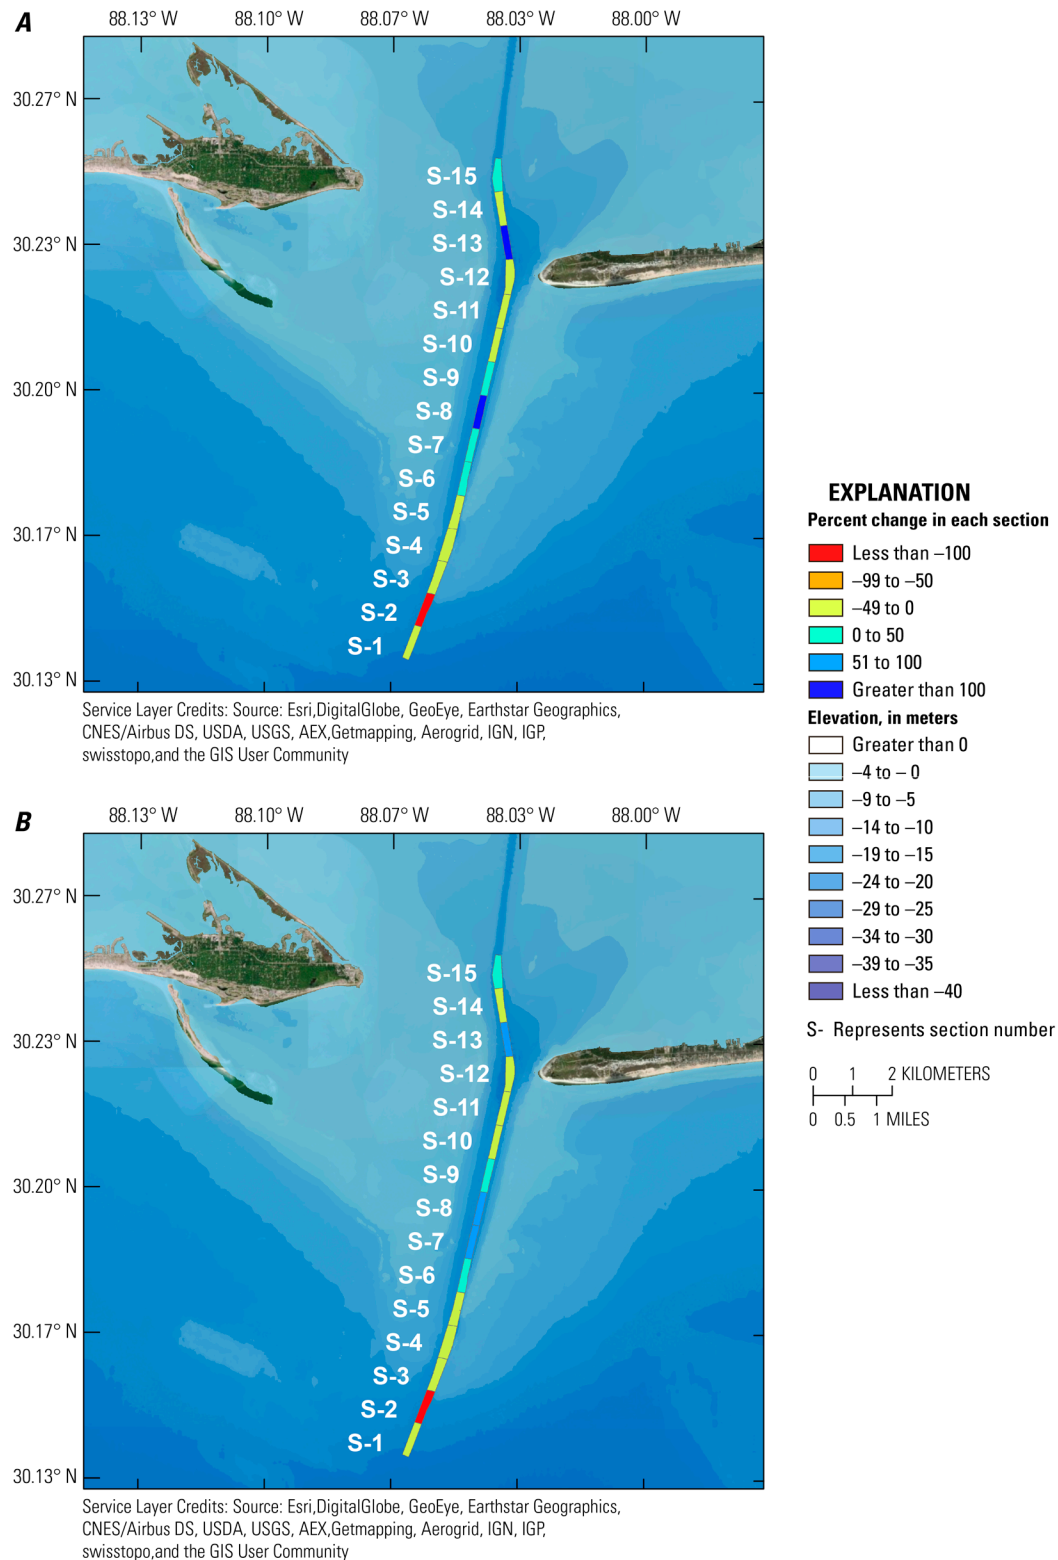 A
88.13° W 88.10° W 88.07° W 88.03° W 88.00° W
30.27° N
30.23° N
30.20° N
30.17° N
30.13° N
S-15
S-14
S-13
S-12
S-11
S-10
S-9
S-8
S-7
S-6
S-5
S-4
S-3
S-2
S-1
Service Layer Credits: Source: Esri,DigitalGlobe, GeoEye, Earthstar Geographics,
CNES/Airbus DS, USDA, USGS, AEX,Getmapping, Aerogrid, IGN, IGP,
swisstopo,and the GIS User Community
B
88.13° W 88.10° W 88.07° W 88.03° W 88.00° W
30.27° N
30.23° N
30.20° N
30.17° N
30.13° N
S-15
S-14
S-13
S-12
S-11
S-10
S-9
S-8
S-7
S-6
S-5
S-4
S-3
S-2
S-1
Service Layer Credits: Source: Esri,DigitalGlobe, GeoEye, Earthstar Geographics,
CNES/Airbus DS, USDA, USGS, AEX,Getmapping, Aerogrid, IGN, IGP,
swisstopo,and the GIS User Community
EXPLANATION
Percent change in each section
Less than –100
–99 to –50
–49 to 0
0 to 50
51 to 100
Greater than 100
Elevation, in meters
Greater than 0
–4 to – 0
–9 to –5
–14 to –10
–19 to –15
–24 to –20
–29 to –25
–34 to –30
–39 to –35
Less than –40
S- Represents section number
0 1 2 KILOMETERS
0 0.5 1 MILES